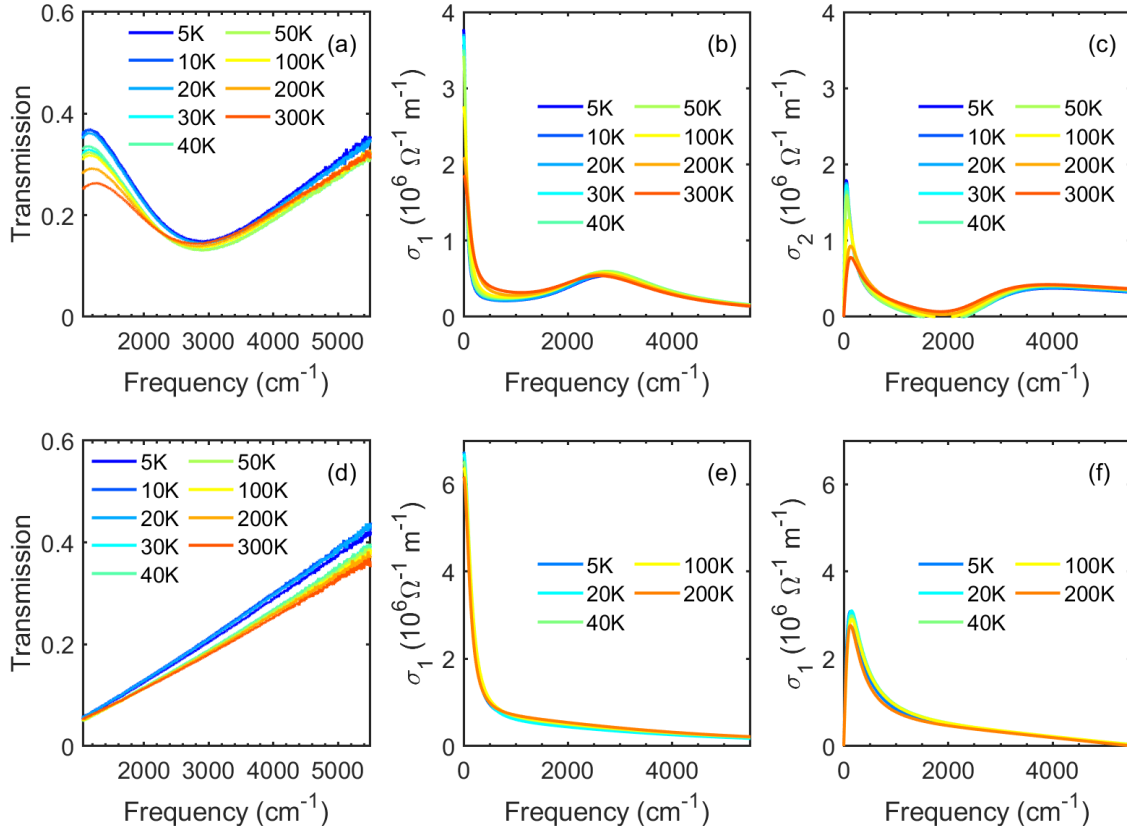 0.6
0.4
0.2
0
Transmission
5K
10K
20K
30K
40K
50K
100K
200K
300K
(a)
2000 3000 4000 5000
Frequency (cm⁻¹)
4
3
2
1
0
σ₁ (10⁶ Ω⁻¹ m⁻¹)
(b)
5K
10K
20K
30K
40K
50K
100K
200K
300K
0 2000 4000
Frequency (cm⁻¹)
4
3
2
1
0
σ₂ (10⁶ Ω⁻¹ m⁻¹)
(c)
5K
10K
20K
30K
40K
50K
100K
200K
300K
0 2000 4000
Frequency (cm⁻¹)
0.6
0.4
0.2
0
Transmission
5K
10K
20K
30K
40K
50K
100K
200K
300K
(d)
2000 3000 4000 5000
Frequency (cm⁻¹)
6
4
2
0
σ₁ (10⁶ Ω⁻¹ m⁻¹)
(e)
5K
20K
40K
100K
200K
0 2000 4000
Frequency (cm⁻¹)
6
4
2
0
σ₁ (10⁶ Ω⁻¹ m⁻¹)
(f)
5K
20K
40K
100K
200K
0 2000 4000
Frequency (cm⁻¹)